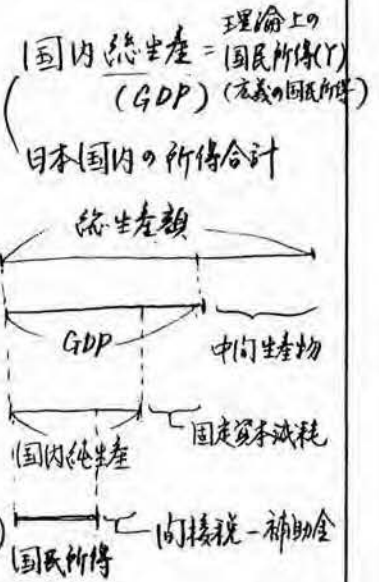 理論上の
国内総生産 = 国民所得(Y)
(GDP) (広義の国民所得)
日本国内の所得合計
総生産額
GDP
中間生産物
固定資本減耗
国内純生産
間接税-補助金
国民所得